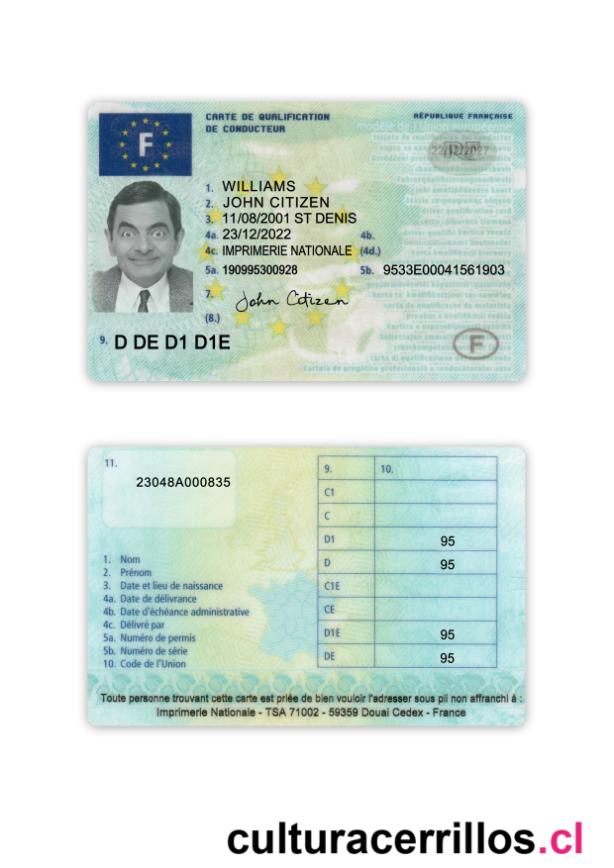 F
CARTE DE QUALIFICATION
DE CONDUCTEUR
RÉPUBLIQUE FRANÇAISE
modèle de l'Union européenne
1. WILLIAMS
2. JOHN CITIZEN
3. 11/08/2001 ST DENIS
4a. 23/12/2022 4b.
4c. IMPRIMERIE NATIONALE (4d.)
5a. 190995300928 5b. 9533E00041561903
7. John Citizen
(8.)
9. D DE D1 D1E
F
11.
23048A000835
9. 10.
C1
C
D1 95
D 95
C1E
CE
D1E 95
DE 95
1. Nom
2. Prénom
3. Date et lieu de naissance
4a. Date de délivrance
4b. Date d'échéance administrative
4c. Délivré par
5a. Numéro de permis
5b. Numéro de série
10. Code de l'Union
Toute personne trouvant cette carte est priée de bien vouloir l'adresser sous pli non affranchi à :
Imprimerie Nationale - TSA 71002 - 59359 Douai Cedex - France
culturacerrillos.cl